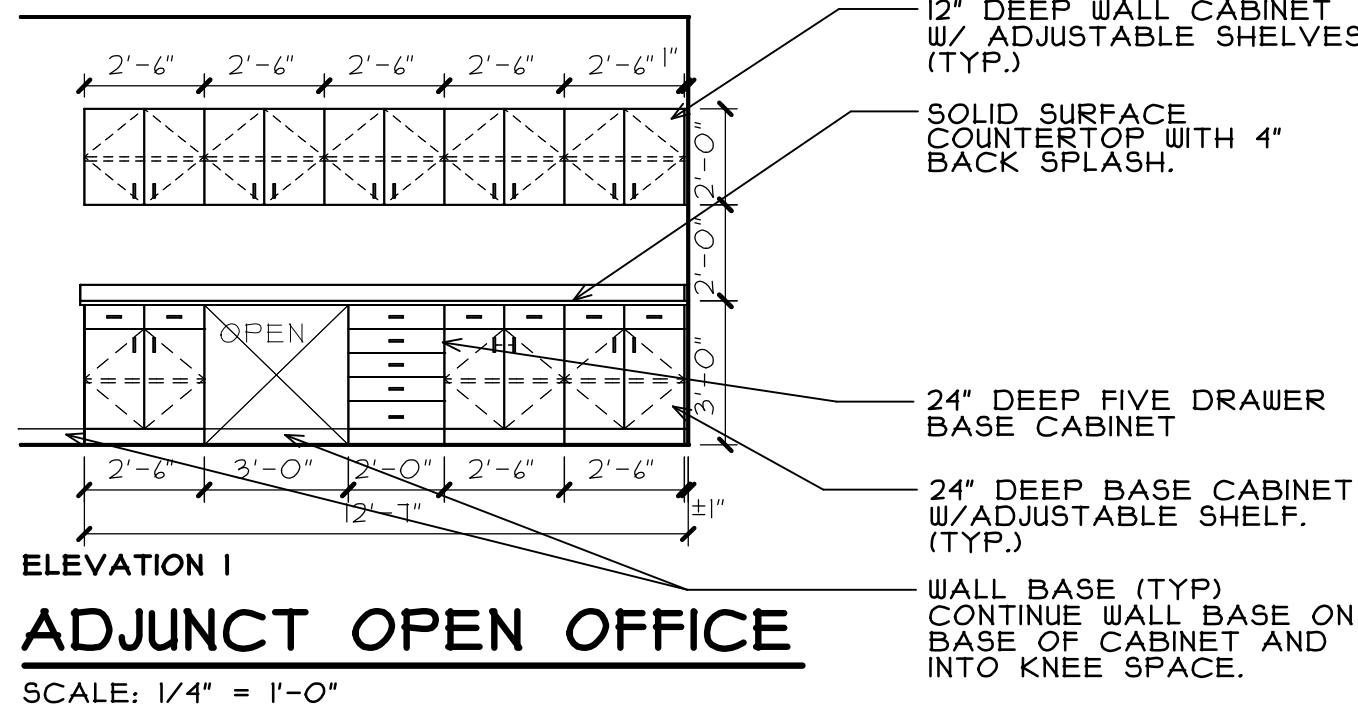 12" DEEP WALL CABINET
W/ ADJUSTABLE SHELVES
(TYP.)
2'-6" 2'-6" 2'-6" 2'-6" 2'-6" 1"
SOLID SURFACE
COUNTERTOP WITH 4"
BACK SPLASH.
2'-0"
2'-0"
OPEN
3'-0"
24" DEEP FIVE DRAWER
BASE CABINET
2'-6" 3'-0" 2'-0" 2'-6" 2'-6"
±1"
12'-7"
24" DEEP BASE CABINET
W/ADJUSTABLE SHELF.
(TYP.)
WALL BASE (TYP)
CONTINUE WALL BASE ON
BASE OF CABINET AND
INTO KNEE SPACE.
ELEVATION 1
ADJUNCT OPEN OFFICE
SCALE: 1/4" = 1'-0"